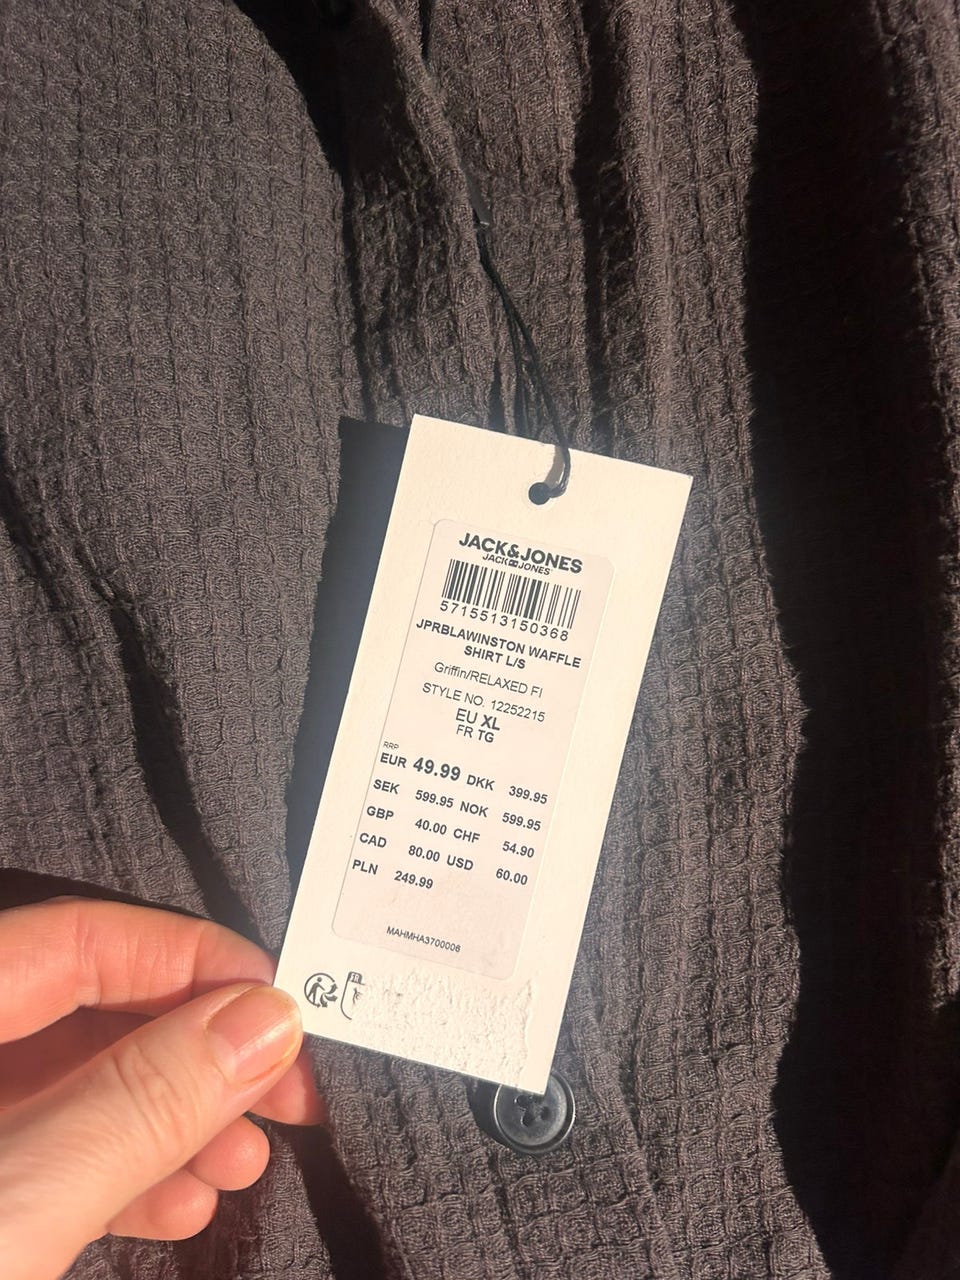 JACK&JONES
JACK JONES
5715513150368
JPRBLAWINSTON WAFFLE
SHIRT L/S
Griffin/RELAXED FI
STYLE NO. 12252215
EU XL
FR TG
RRP
EUR 49.99 DKK 399.95
SEK 599.95 NOK 599.95
GBP 40.00 CHF 54.90
CAD 80.00 USD 60.00
PLN 249.99
MAHMHA3700006
FR